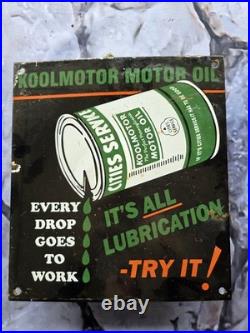 KOOLMOTOR MOTOR OIL
CITIES SERVICE
KOOLMOTOR
MOTOR OIL
EVERY
DROP
GOES
TO
WORK
IT'S ALL
LUBRICATION
-TRY IT!